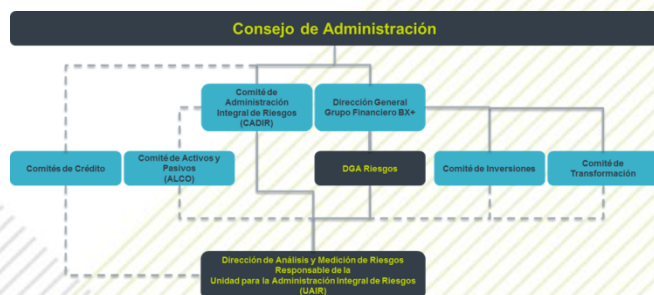 Consejo de Administración
Comité de
Administración
Integral de Riesgos
(CADIR)
Dirección General
Grupo Financiero BX+
Comités de Crédito
Comité de Activos y
Pasivos
(ALCO)
DGA Riesgos
Comité de Inversiones
Comité de
Transformación
Dirección de Análisis y Medición de Riesgos
Responsable de la
Unidad para la Administración Integral de Riesgos
(UAIR)